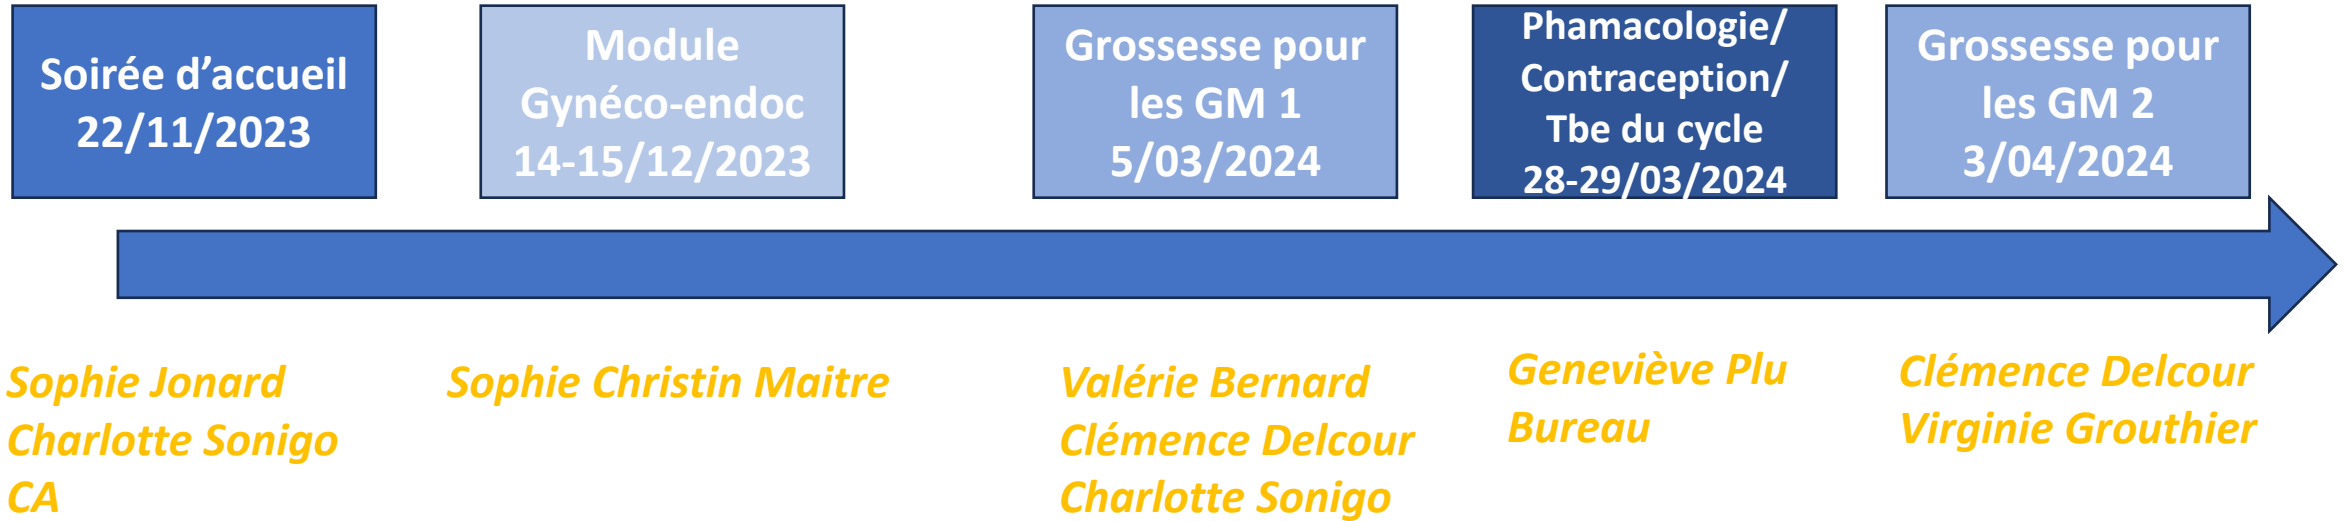 Soirée d’accueil
22/11/2023
Module
Gynéco-endoc
14-15/12/2023
Grossesse pour
les GM 1
5/03/2024
Phamacologie/
Contraception/
Tbe du cycle
28-29/03/2024
Grossesse pour
les GM 2
3/04/2024
Sophie Jonard
Charlotte Sonigo
CA
Sophie Christin Maitre
Valérie Bernard
Clémence Delcour
Charlotte Sonigo
Geneviève Plu
Bureau
Clémence Delcour
Virginie Grouthier